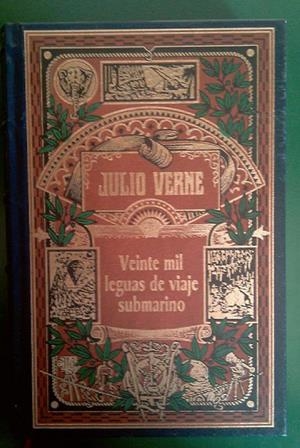 JULIO VERNE
Veinte mil
leguas de viaje
submarino